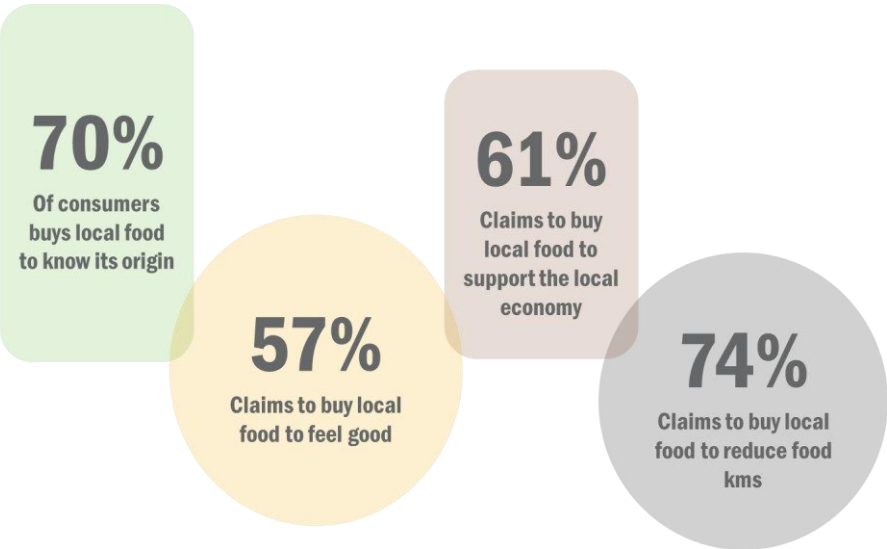 70%
Of consumers
buys local food
to know its origin
57%
Claims to buy local
food to feel good
61%
Claims to buy
local food to
support the local
economy
74%
Claims to buy local
food to reduce food
kms